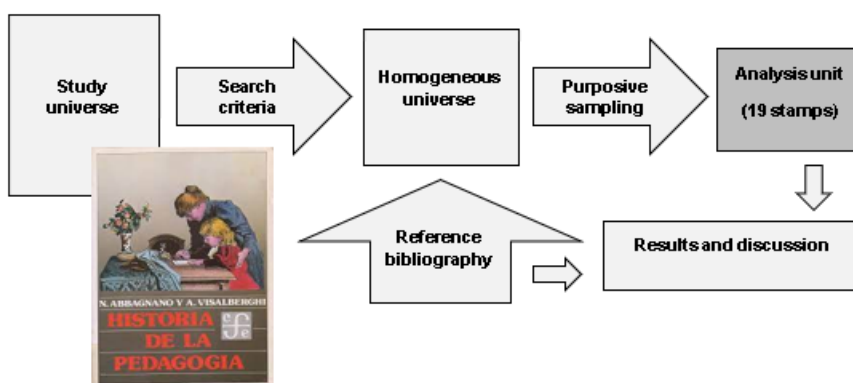 Study
universe
Search
criteria
Homogeneous
universe
Purposive
sampling
Analysis unit
(19 stamps)
Reference
bibliography
Results and discussion
N. ABBAGNANO Y A. VISALBERGHI
HISTORIA
DE LA
PEDAGOGIA